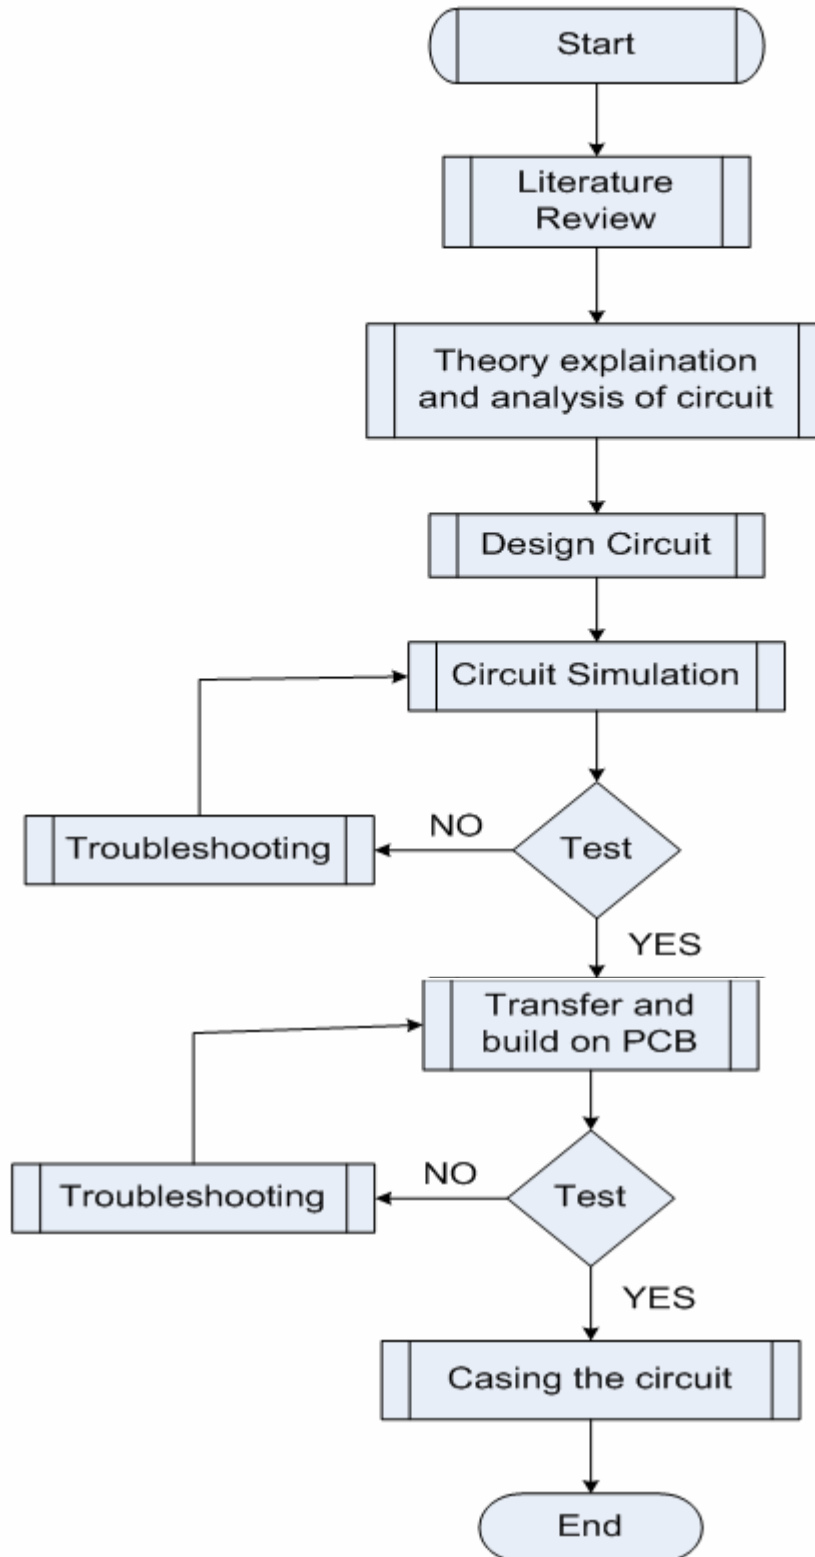 Start
Literature
Review
Theory explaination
and analysis of circuit
Design Circuit
Circuit Simulation
Troubleshooting
NO
Test
YES
Transfer and
build on PCB
Troubleshooting
NO
Test
YES
Casing the circuit
End